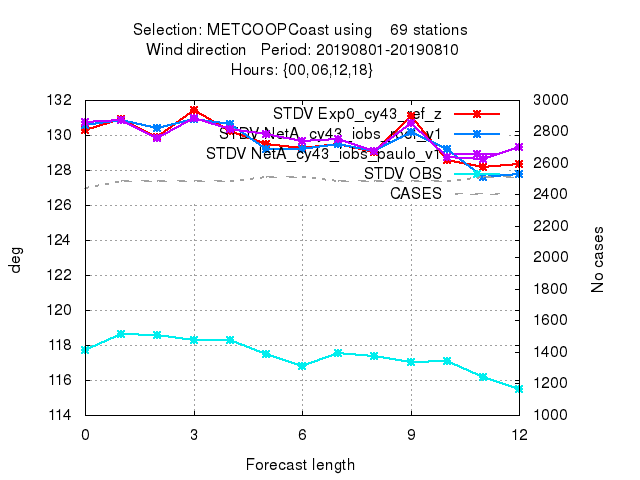 Selection: METCOOPCoast using 69 stations
Wind direction Period: 20190801-20190810
Hours: {00,06,12,18}
132 3000
STDV Exp0_cy43_ref_z
130 2800
STDV NetA_cy43_iobs_ref_v1
STDV NetA_cy43_iobs_paulo_v1
128 2600
STDV OBS
CASES
126 2400
124 2200
122 2000
120 1800
118 1600
116 1400
114 1200
1000
deg
No cases
0 3 6 9 12
Forecast length